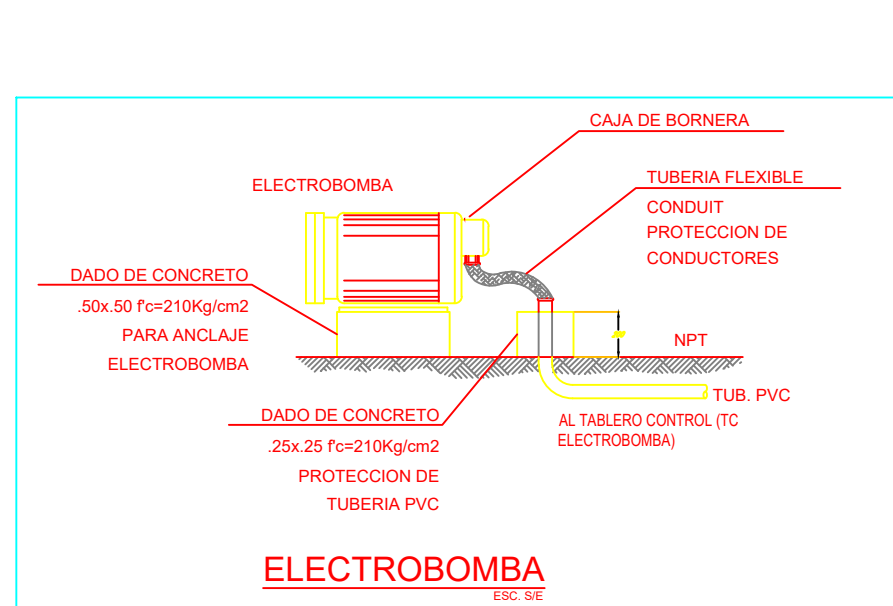 CAJA DE BORNERA
ELECTROBOMBA
TUBERIA FLEXIBLE
CONDUIT
PROTECCION DE
CONDUCTORES
DADO DE CONCRETO
.50x.50 f'c=210Kg/cm2
PARA ANCLAJE
ELECTROBOMBA
NPT
TUB. PVC
AL TABLERO CONTROL (TC
ELECTROBOMBA)
DADO DE CONCRETO
.25x.25 f'c=210Kg/cm2
PROTECCION DE
TUBERIA PVC
ELECTROBOMBA
ESC. S/E